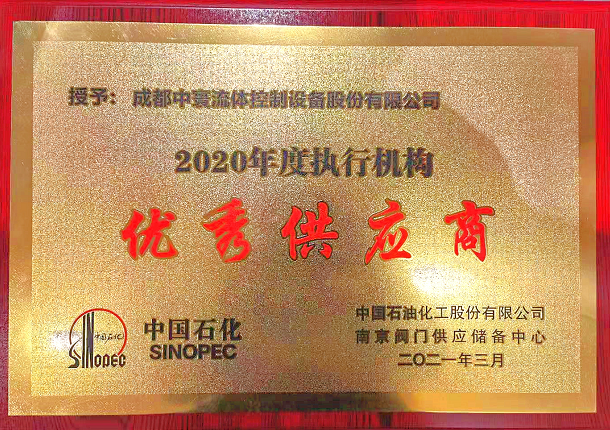 授予：成都中寰流体控制设备股份有限公司
2020年度执行机构
优秀供应商
中国石化
SINOPEC
中国石化
SINOPEC
中国石油化工股份有限公司
南京阀门供应储备中心
二〇二一年三月